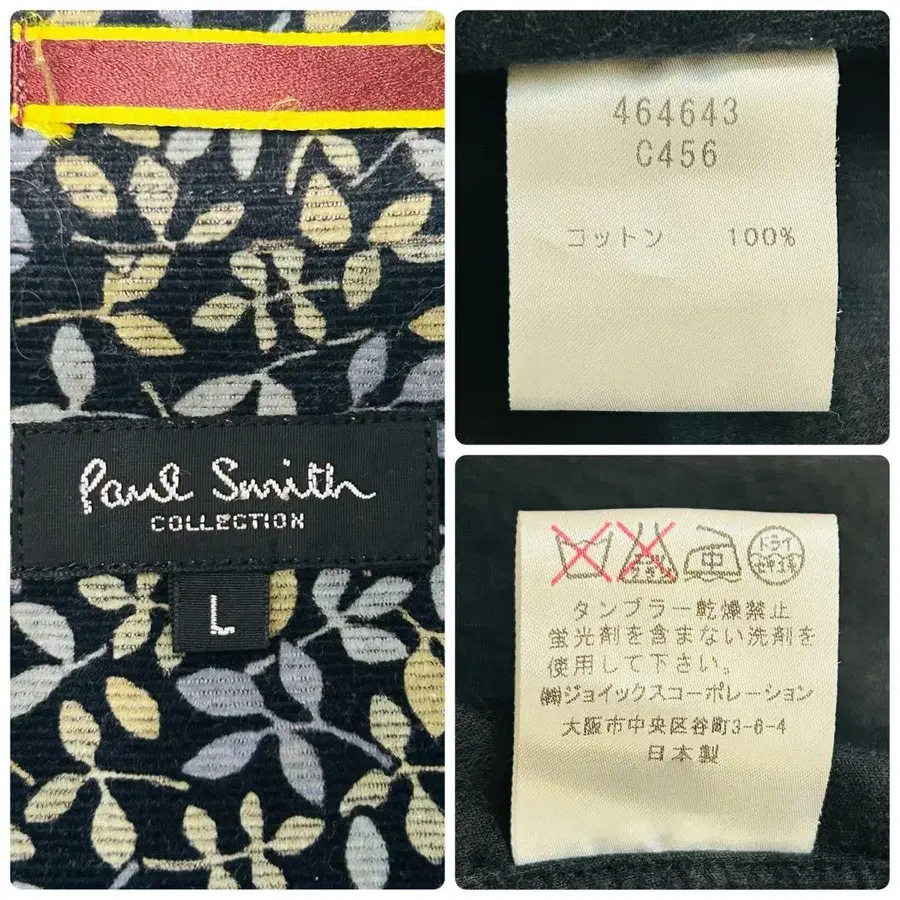 Paul Smith
COLLECTION
L
464643
C456
コットン 100%
ドライ
セキユ系
タンブラー乾燥禁止
蛍光剤を含まない洗剤を
使用して下さい。
㈱ジョイックスコーポレーション
大阪市中央区谷町3-6-4
日本製